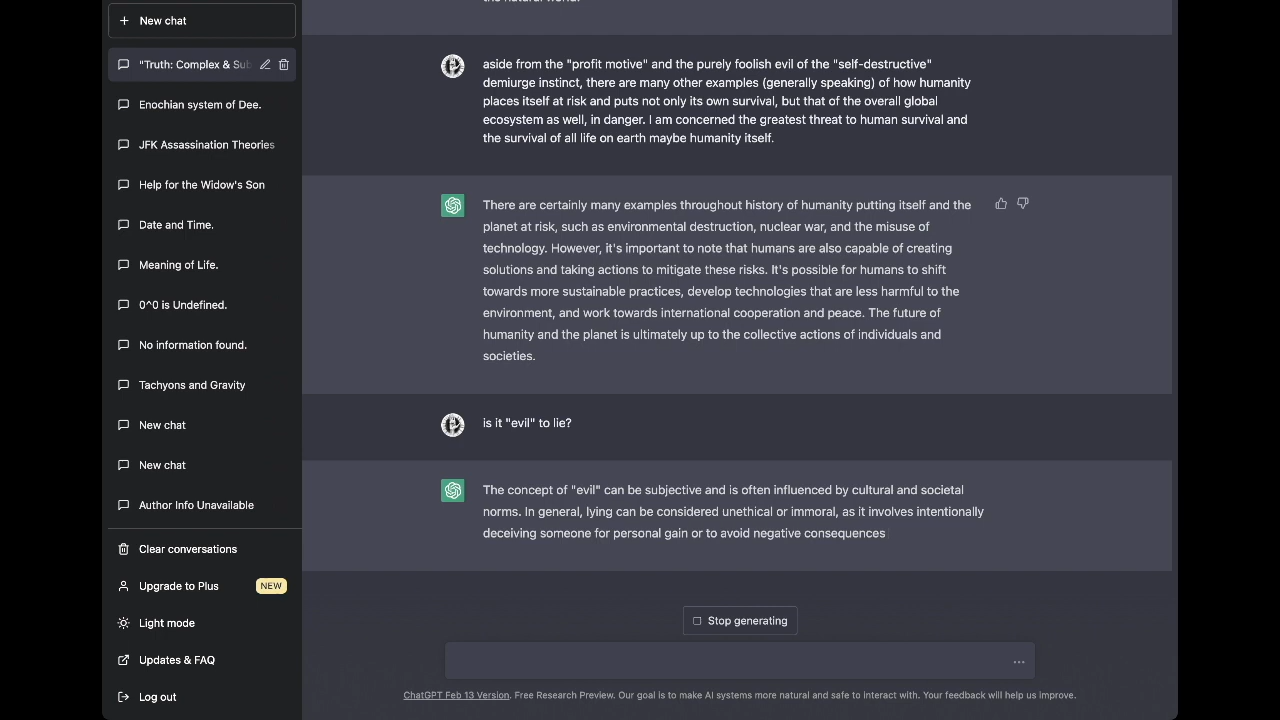 New chat
"Truth: Complex & Sub
Enochian system of Dee.
JFK Assassination Theories
Help for the Widow's Son
Date and Time.
Meaning of Life.
0^0 is Undefined.
No information found.
Tachyons and Gravity
New chat
New chat
Author Info Unavailable
Clear conversations
Upgrade to Plus NEW
Light mode
Updates & FAQ
Log out
the natural world.
aside from the "profit motive" and the purely foolish evil of the "self-destructive"
demiurge instinct, there are many other examples (generally speaking) of how humanity
places itself at risk and puts not only its own survival, but that of the overall global
ecosystem as well, in danger. I am concerned the greatest threat to human survival and
the survival of all life on earth maybe humanity itself.
There are certainly many examples throughout history of humanity putting itself and the
planet at risk, such as environmental destruction, nuclear war, and the misuse of
technology. However, it's important to note that humans are also capable of creating
solutions and taking actions to mitigate these risks. It's possible for humans to shift
towards more sustainable practices, develop technologies that are less harmful to the
environment, and work towards international cooperation and peace. The future of
humanity and the planet is ultimately up to the collective actions of individuals and
societies.
is it "evil" to lie?
The concept of "evil" can be subjective and is often influenced by cultural and societal
norms. In general, lying can be considered unethical or immoral, as it involves intentionally
deceiving someone for personal gain or to avoid negative consequences
Stop generating
ChatGPT Feb 13 Version. Free Research Preview. Our goal is to make AI systems more natural and safe to interact with. Your feedback will help us improve.